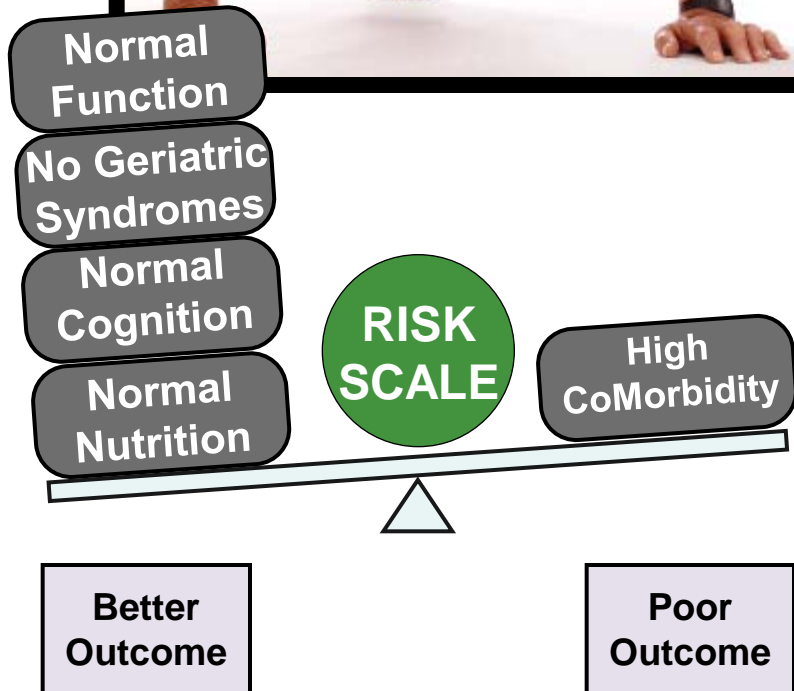 Normal
Function
No Geriatric
Syndromes
Normal
Cognition
Normal
Nutrition
RISK
SCALE
High
CoMorbidity
Better
Outcome
Poor
Outcome